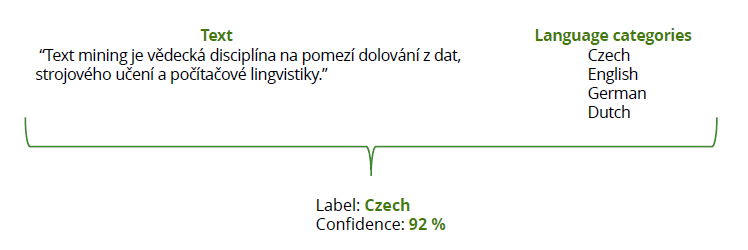 Text
“Text mining je vědecká disciplína na pomezí dolování z dat,
strojového učení a počítačové lingvistiky.”
Language categories
Czech
English
German
Dutch
Label: Czech
Confidence: 92 %